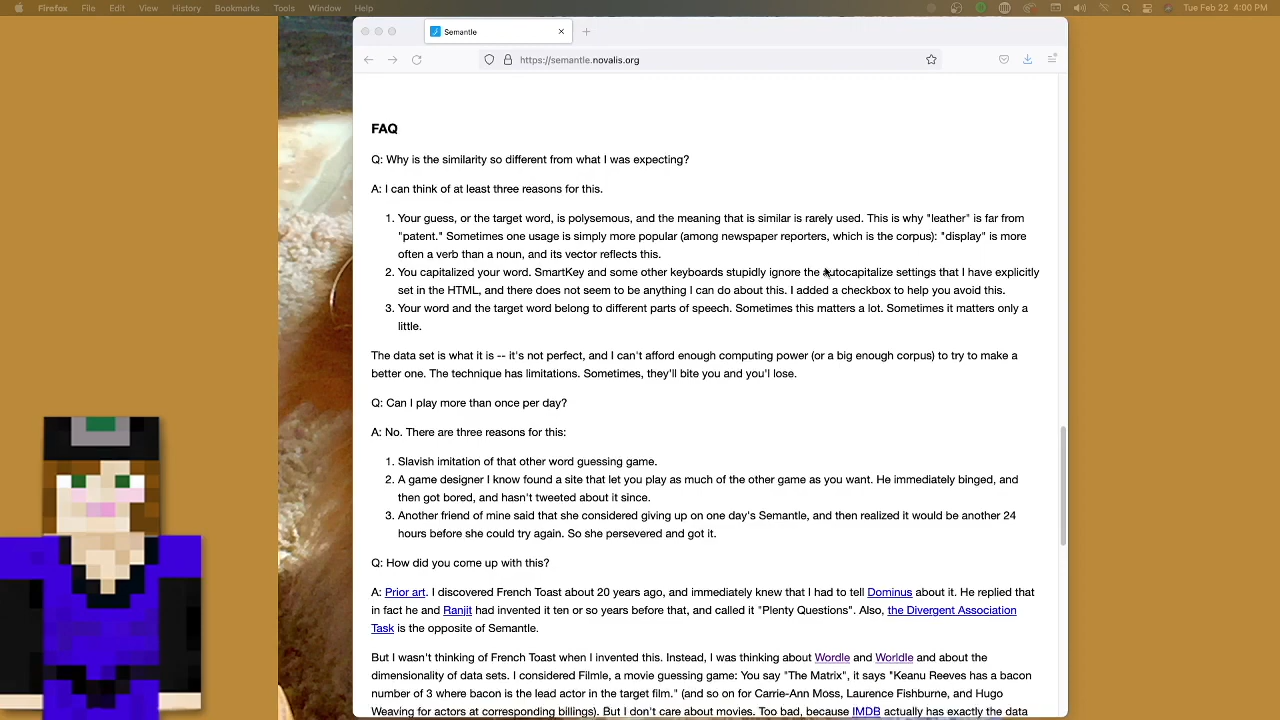 Firefox File Edit View History Bookmarks Tools Window Help Tue Feb 22 4:00 PM
Semantle
https://semantle.novalis.org
FAQ
Q: Why is the similarity so different from what I was expecting?
A: I can think of at least three reasons for this.
1. Your guess, or the target word, is polysemous, and the meaning that is similar is rarely used. This is why "leather" is far from
"patent." Sometimes one usage is simply more popular (among newspaper reporters, which is the corpus): "display" is more
often a verb than a noun, and its vector reflects this.
2. You capitalized your word. SmartKey and some other keyboards stupidly ignore the autocapitalize settings that I have explicitly
set in the HTML, and there does not seem to be anything I can do about this. I added a checkbox to help you avoid this.
3. Your word and the target word belong to different parts of speech. Sometimes this matters a lot. Sometimes it matters only a
little.
The data set is what it is -- it's not perfect, and I can't afford enough computing power (or a big enough corpus) to try to make a
better one. The technique has limitations. Sometimes, they'll bite you and you'l lose.
Q: Can I play more than once per day?
A: No. There are three reasons for this:
1. Slavish imitation of that other word guessing game.
2. A game designer I know found a site that let you play as much of the other game as you want. He immediately binged, and
then got bored, and hasn't tweeted about it since.
3. Another friend of mine said that she considered giving up on one day's Semantle, and then realized it would be another 24
hours before she could try again. So she persevered and got it.
Q: How did you come up with this?
A: Prior art. I discovered French Toast about 20 years ago, and immediately knew that I had to tell Dominus about it. He replied that
in fact he and Ranjit had invented it ten or so years before that, and called it "Plenty Questions". Also, the Divergent Association
Task is the opposite of Semantle.
But I wasn't thinking of French Toast when I invented this. Instead, I was thinking about Wordle and Worldle and about the
dimensionality of data sets. I considered Filmle, a movie guessing game: You say "The Matrix", it says "Keanu Reeves has a bacon
number of 3 where bacon is the lead actor in the target film." (and so on for Carrie-Ann Moss, Laurence Fishburne, and Hugo
Weaving for actors at corresponding billings). But I don't care about movies. Too bad, because IMDB actually has exactly the data